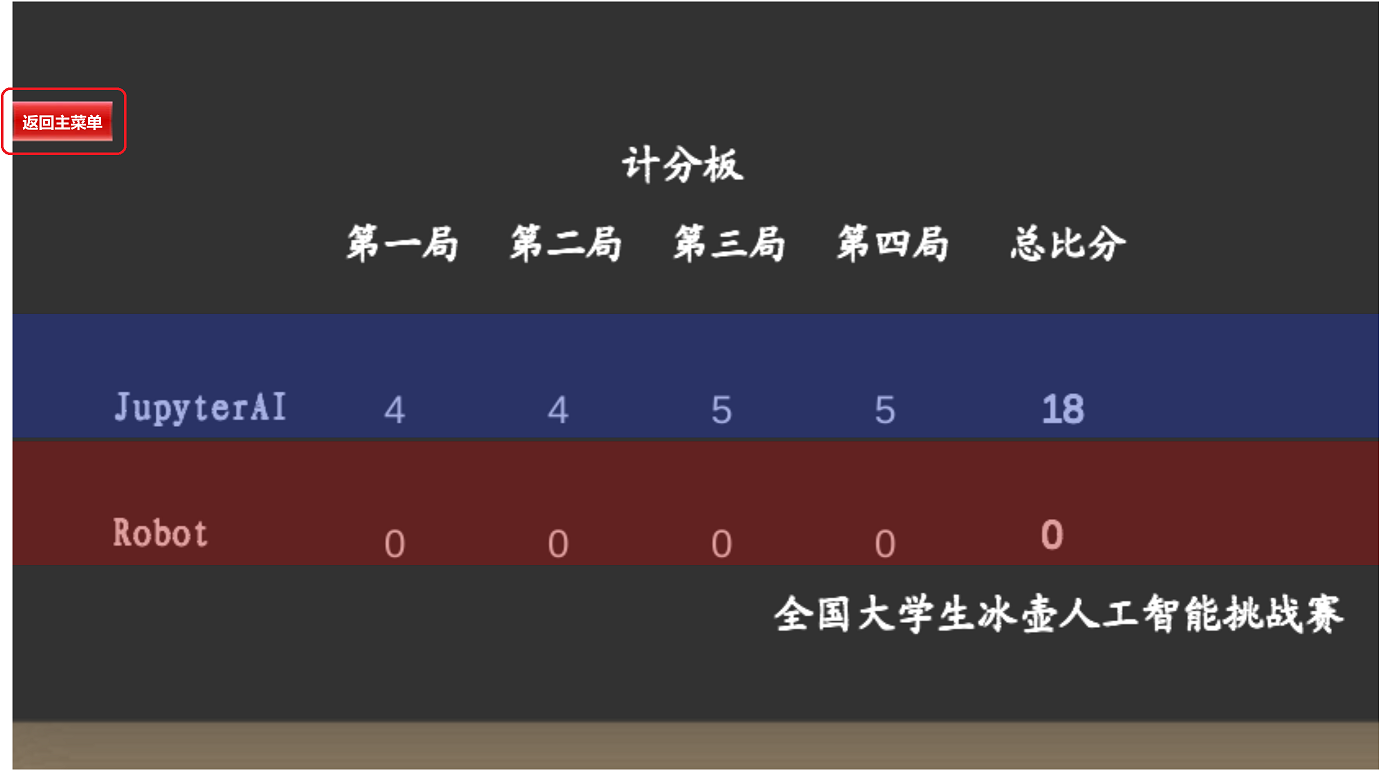 返回主菜单
计分板
第一局 第二局 第三局 第四局 总比分
JupyterAI 4 4 5 5 18
Robot 0 0 0 0 0
全国大学生冰壶人工智能挑战赛